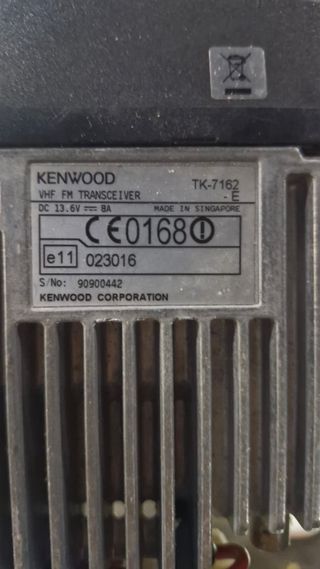 KENWOOD TK-7162
VHF FM TRANSCEIVER -E
DC 13.6V ⎓ 8A MADE IN SINGAPORE
CE0168!
e11 023016
S/No: 90900442
KENWOOD CORPORATION